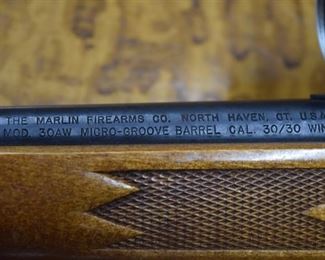 THE MARLIN FIREARMS CO. NORTH HAVEN, CT. U.S.A
MOD. 30AW MICRO-GROOVE BARREL CAL. 30/30 WIN